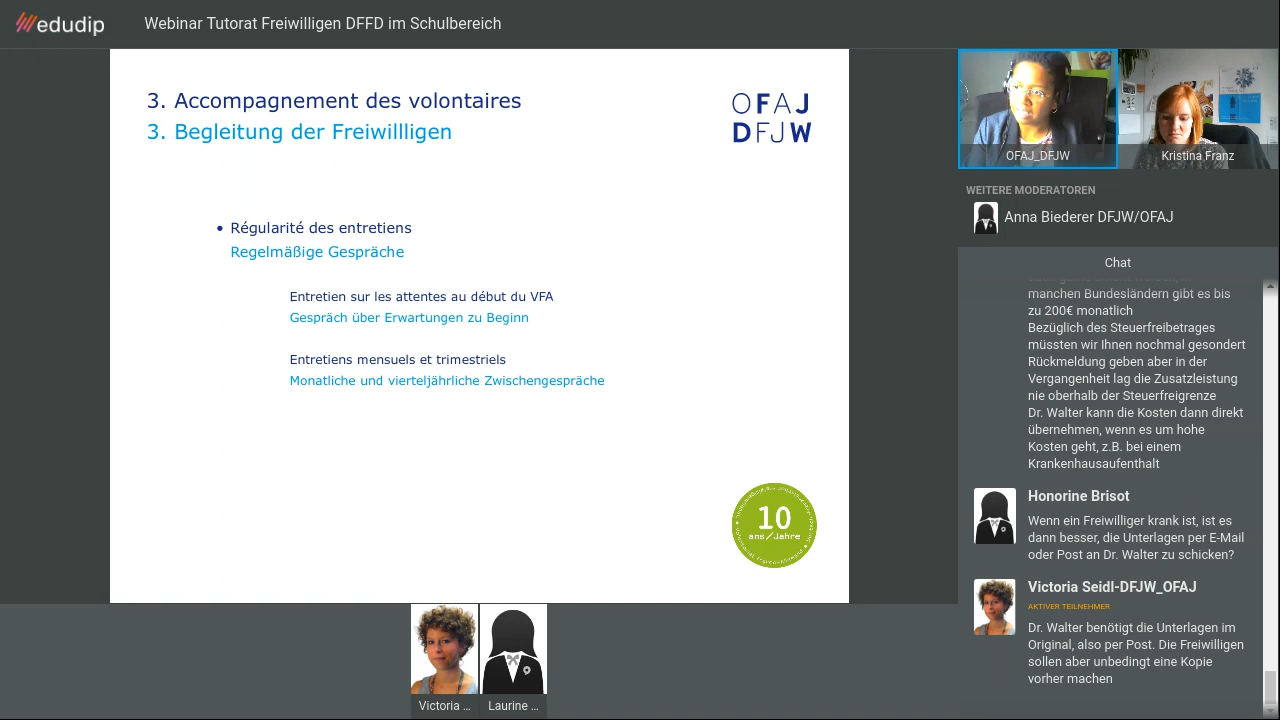 edudip
Webinar Tutorat Freiwilligen DFFD im Schulbereich
3. Accompagnement des volontaires
3. Begleitung der Freiwillligen
OFAJ
DFJW
• Régularité des entretiens
Regelmäßige Gespräche
Entretien sur les attentes au début du VFA
Gespräch über Erwartungen zu Beginn
Entretiens mensuels et trimestriels
Monatliche und vierteljährliche Zwischengespräche
10
ans/Jahre
Victoria ...
Laurine ...
OFAJ_DFJW
Kristina Franz
WEITERE MODERATOREN
Anna Biederer DFJW/OFAJ
Chat
manchen Bundesländern gibt es bis
zu 200€ monatlich
Bezüglich des Steuerfreibetrages
müssten wir Ihnen nochmal gesondert
Rückmeldung geben aber in der
Vergangenheit lag die Zusatzleistung
nie oberhalb der Steuerfreigrenze
Dr. Walter kann die Kosten dann direkt
übernehmen, wenn es um hohe
Kosten geht, z.B. bei einem
Krankenhausaufenthalt
Honorine Brisot
Wenn ein Freiwilliger krank ist, ist es
dann besser, die Unterlagen per E-Mail
oder Post an Dr. Walter zu schicken?
Victoria Seidl-DFJW_OFAJ
AKTIVER TEILNEHMER
Dr. Walter benötigt die Unterlagen im
Original, also per Post. Die Freiwilligen
sollen aber unbedingt eine Kopie
vorher machen